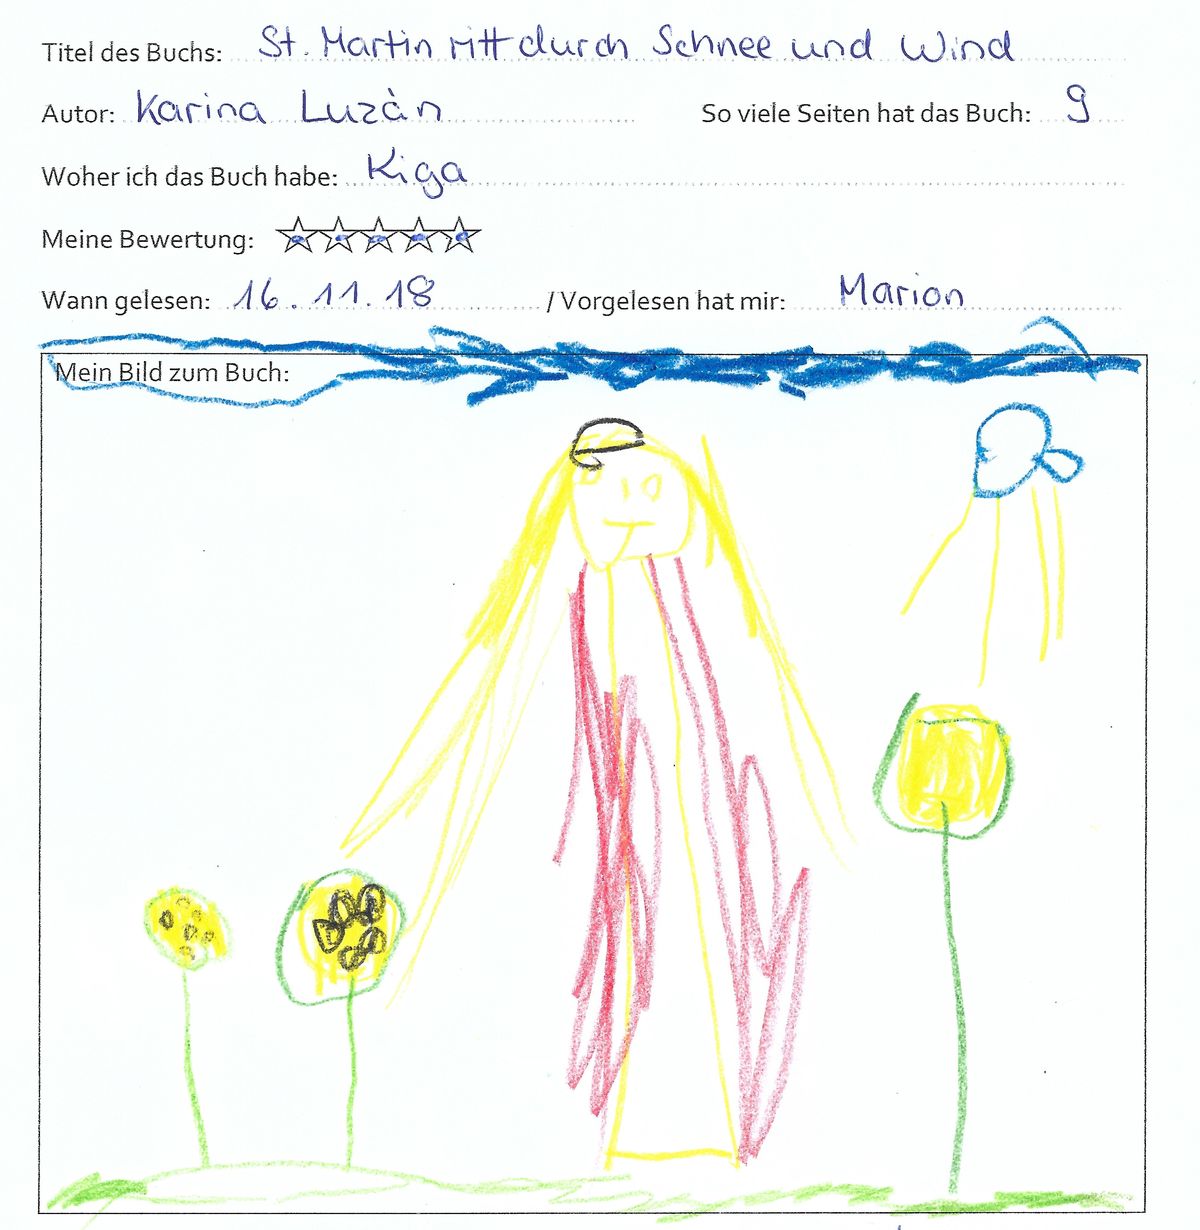 Titel des Buchs: St. Martin ritt durch Schnee und Wind
Autor: Karina Luzàn So viele Seiten hat das Buch: 9
Woher ich das Buch habe: Kiga
Meine Bewertung:
Wann gelesen: 16.11.18 / Vorgelesen hat mir: Marion
Mein Bild zum Buch: